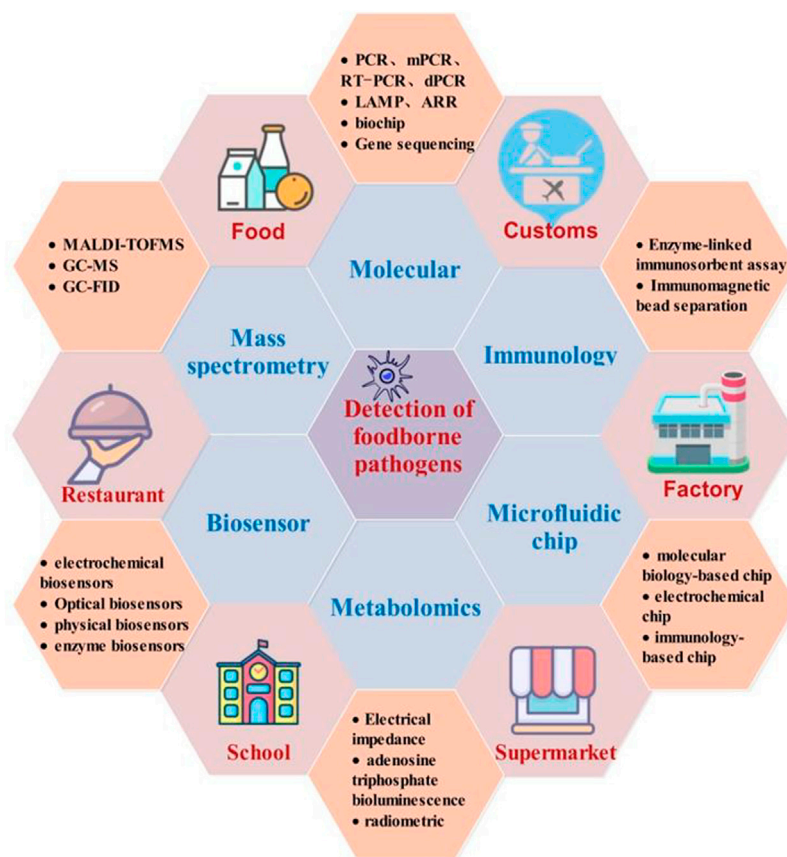 • PCR、mPCR、
RT-PCR、dPCR
• LAMP、ARR
• biochip
• Gene sequencing
Food
Customs
• MALDI-TOFMS
• GC-MS
• GC-FID
Molecular
• Enzyme-linked
immunosorbent assay
• Immunomagnetic
bead separation
Mass
spectrometry
Immunology
Detection of
foodborne
pathogens
Restaurant
Factory
Biosensor
Microfluidic
chip
• electrochemical
biosensors
• Optical biosensors
• physical biosensors
• enzyme biosensors
Metabolomics
• molecular
biology-based chip
• electrochemical
chip
• immunology-
based chip
School
• Electrical
impedance
• adenosine
triphosphate
bioluminescence
• radiometric
Supermarket